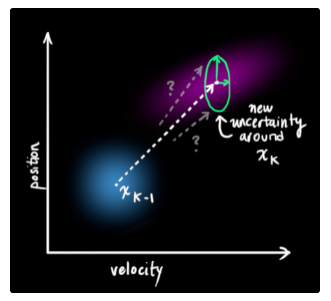 ?
new
uncertainty
around
x_k
?
x_{k-1}
position
velocity